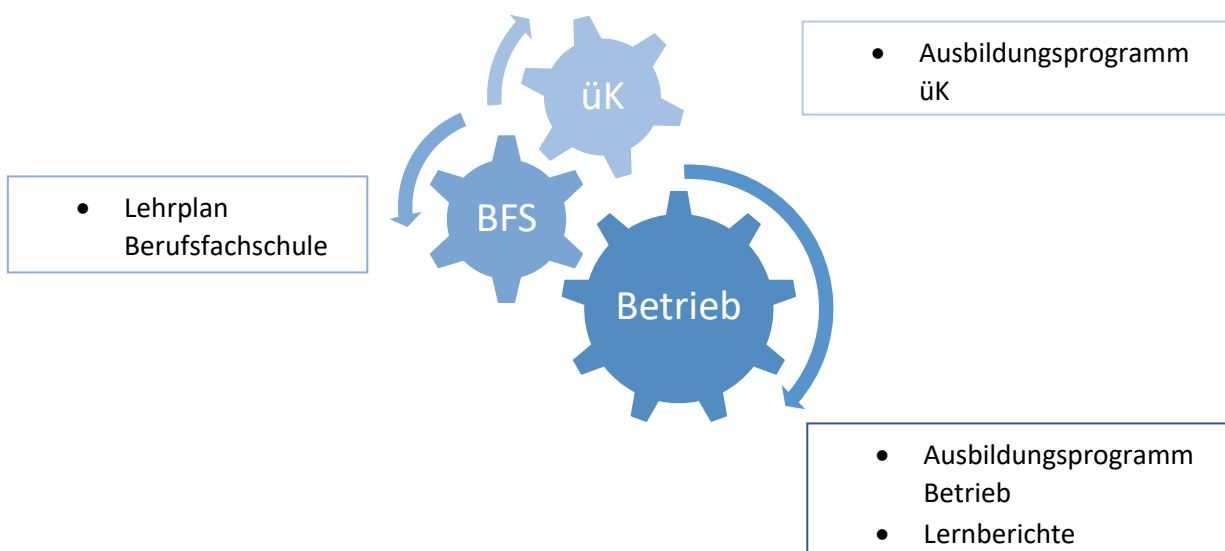 üK
• Ausbildungsprogramm
üK
BFS
• Lehrplan
Berufsfachschule
Betrieb
• Ausbildungsprogramm
Betrieb
• Lernberichte